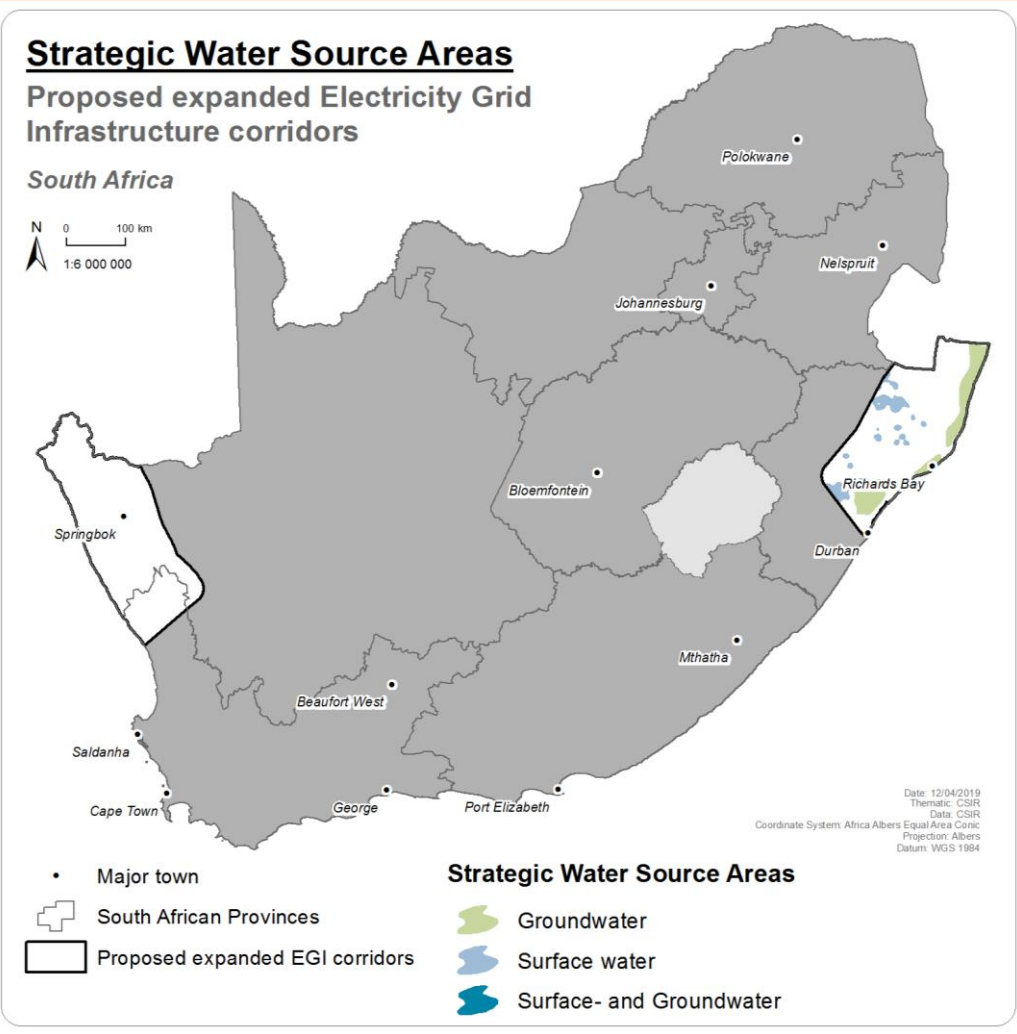 Strategic Water Source Areas
Proposed expanded Electricity Grid
Infrastructure corridors
South Africa
N
0 100 km
1:6 000 000
Polokwane
Nelspruit
Johannesburg
Bloemfontein
Richards Bay
Springbok
Durban
Mthatha
Beaufort West
Saldanha
Cape Town
George
Port Elizabeth
Date: 12/04/2019
Thematic: CSIR
Data: CSIR
Coordinate System: Africa Albers Equal Area Conic
Projection: Albers
Datum: WGS 1984
Major town
South African Provinces
Proposed expanded EGI corridors
Strategic Water Source Areas
Groundwater
Surface water
Surface- and Groundwater